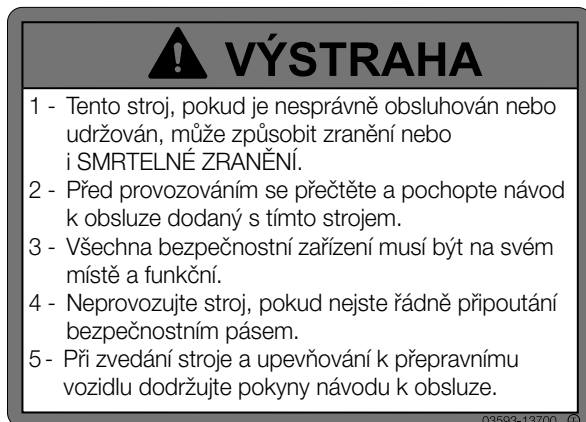 VÝSTRAHA
1 - Tento stroj, pokud je nesprávně obsluhován nebo
udržován, může způsobit zranění nebo
i SMRTELNÉ ZRANĚNÍ.
2 - Před provozováním se přečtěte a pochopte návod
k obsluze dodaný s tímto strojem.
3 - Všechna bezpečnostní zařízení musí být na svém
místě a funkční.
4 - Neprovozujte stroj, pokud nejste řádně připoutání
bezpečnostním pásem.
5 - Při zvedání stroje a upevňování k přepravnímu
vozidlu dodržujte pokyny návodu k obsluze.
03593-13700 ①